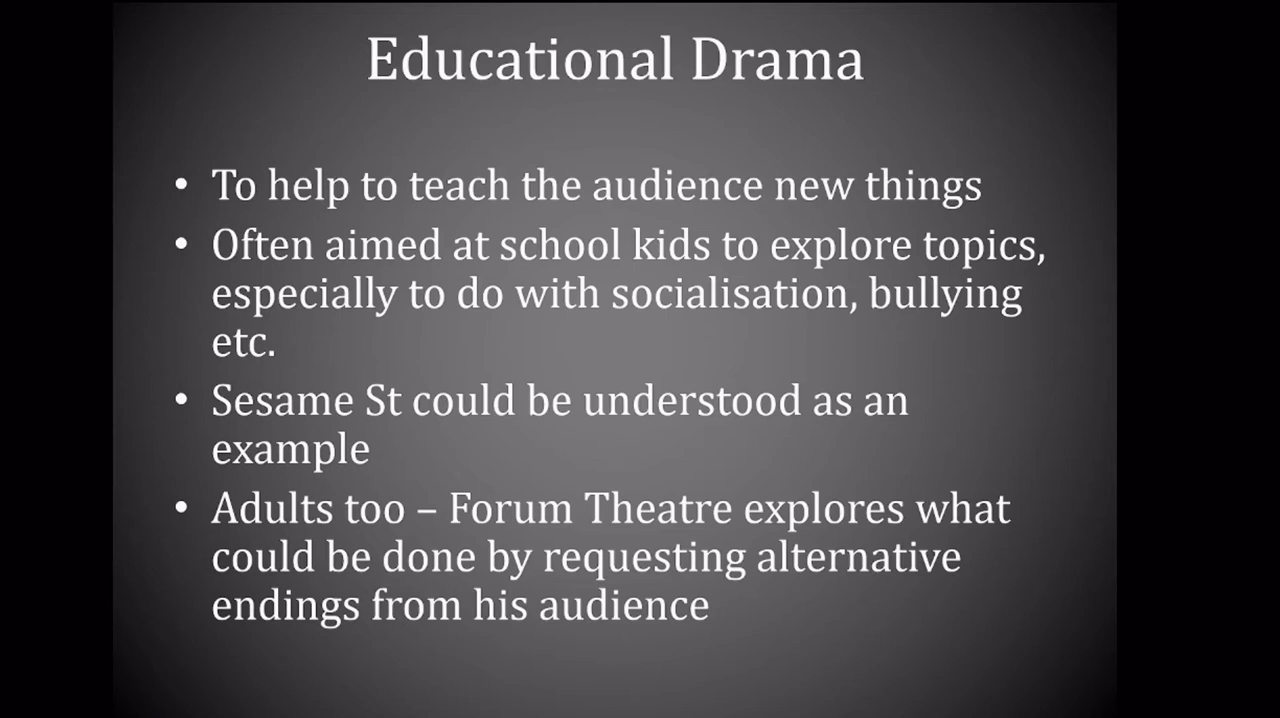 Educational Drama
• To help to teach the audience new things
• Often aimed at school kids to explore topics,
especially to do with socialisation, bullying
etc.
• Sesame St could be understood as an
example
• Adults too – Forum Theatre explores what
could be done by requesting alternative
endings from his audience